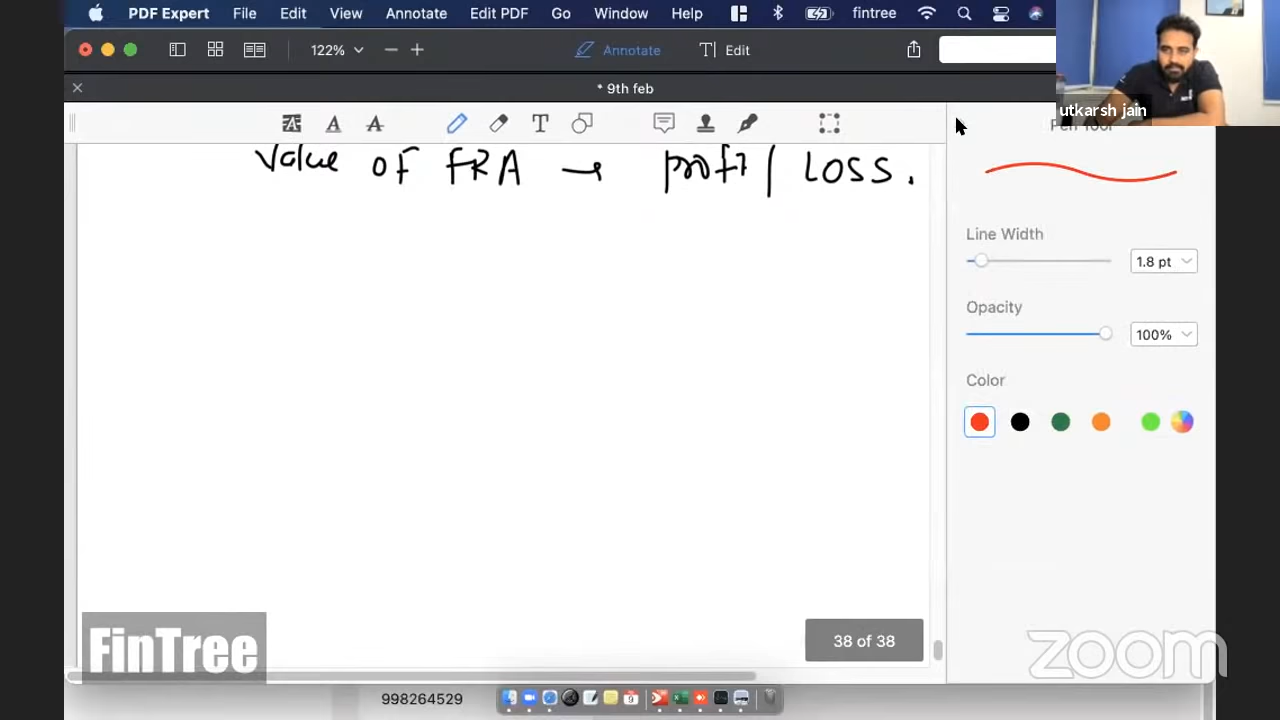 PDF Expert File Edit View Annotate Edit PDF Go Window Help fintree
122% Annotate T Edit
* 9th feb
utkarsh jain
Pen Tool
Value of FRA → profit / LOSS.
Line Width
1.8 pt
Opacity
100%
Color
FinTree
38 of 38
zoom
998264529